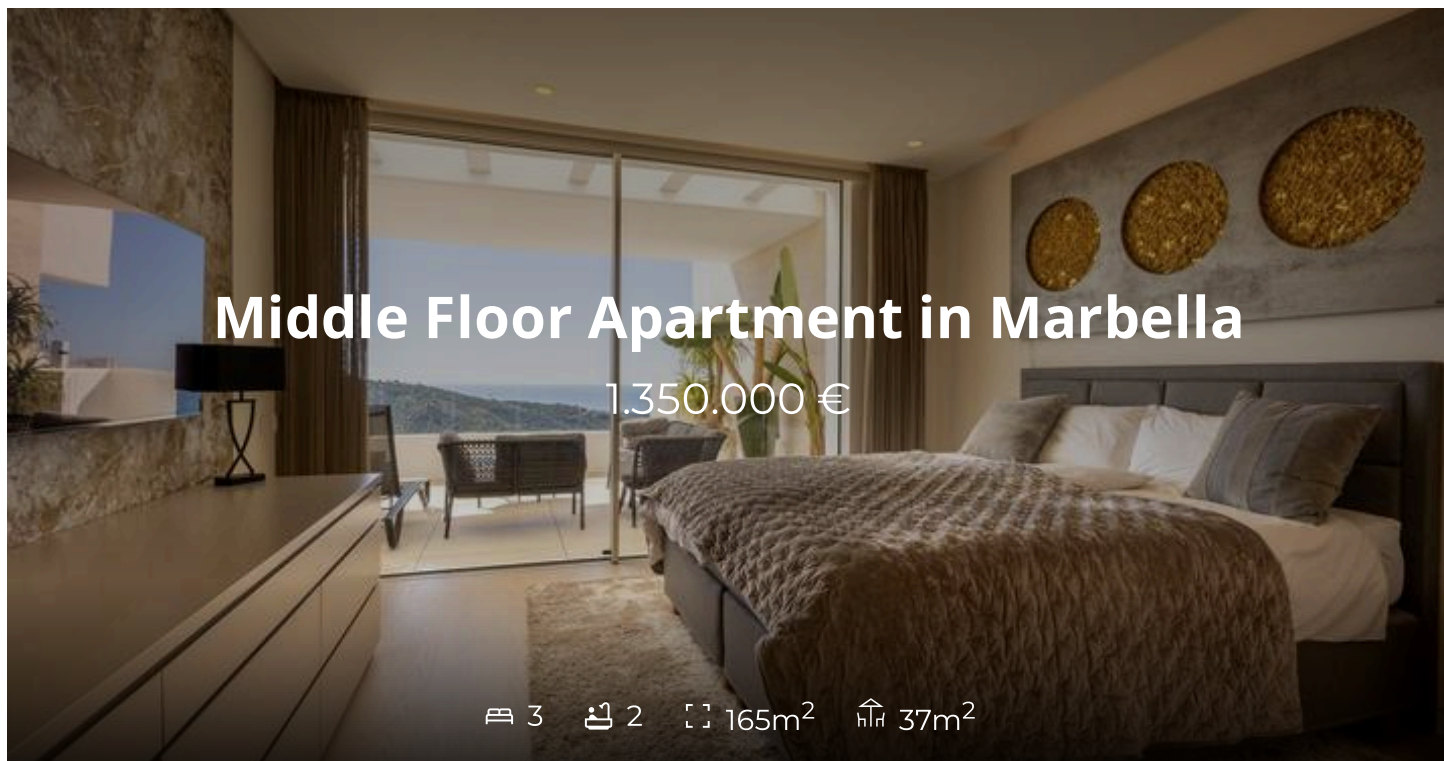 Middle Floor Apartment in Marbella
1.350.000 €
3 2 165m² 37m²